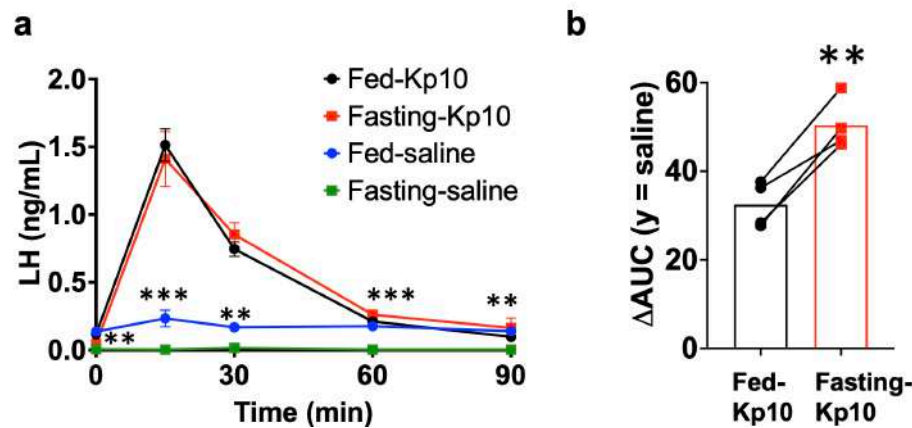 a
LH (ng/mL)
2.0
1.5
1.0
0.5
0.0
Fed-Kp10
Fasting-Kp10
Fed-saline
Fasting-saline
**
***
**
***
**
0
30
60
90
Time (min)
b
**
ΔAUC (y = saline)
60
40
20
0
Fed-
Kp10
Fasting-
Kp10